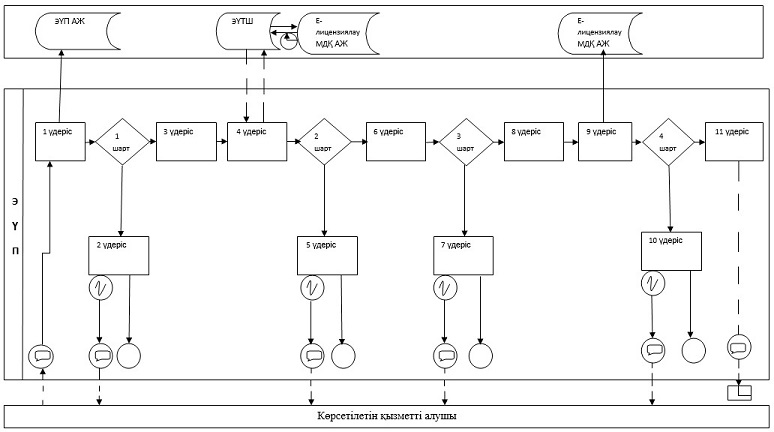 ЭҮП АЖ
ЭҮТШ
Е-
лицензиялау
МДҚ АЖ
Е-
лицензиялау
МДҚ АЖ
Э
Ү
П
1 үдеріс
1
шарт
3 үдеріс
4 үдеріс
2
шарт
6 үдеріс
3
шарт
8 үдеріс
9 үдеріс
4
шарт
11 үдеріс
2 үдеріс
5 үдеріс
7 үдеріс
10 үдеріс
Көрсетілетін қызметті алушы